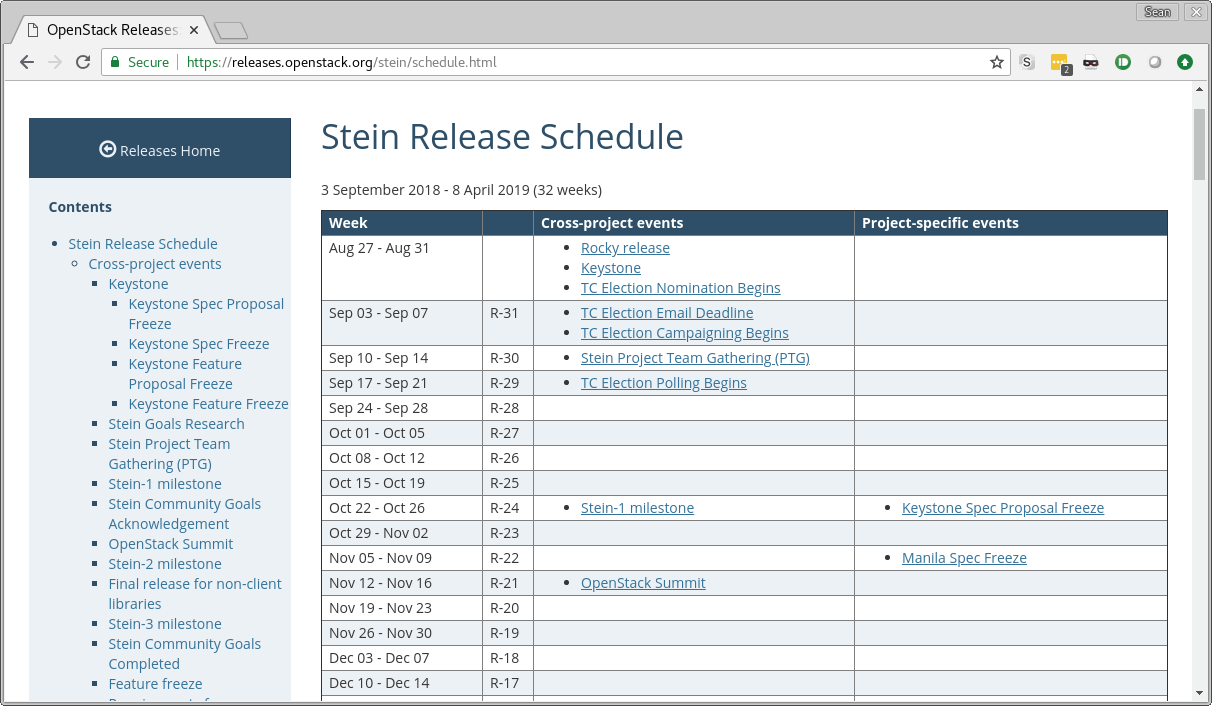 Sean
OpenStack Releases
Secure https://releases.openstack.org/stein/schedule.html
S
2
Releases Home
Contents
Stein Release Schedule
Cross-project events
Keystone
Keystone Spec Proposal
Freeze
Keystone Spec Freeze
Keystone Feature
Proposal Freeze
Keystone Feature Freeze
Stein Goals Research
Stein Project Team
Gathering (PTG)
Stein-1 milestone
Stein Community Goals
Acknowledgement
OpenStack Summit
Stein-2 milestone
Final release for non-client
libraries
Stein-3 milestone
Stein Community Goals
Completed
Feature freeze
Stein Release Schedule
3 September 2018 - 8 April 2019 (32 weeks)
Week Cross-project events Project-specific events
Aug 27 - Aug 31 Rocky release
Keystone
TC Election Nomination Begins
Sep 03 - Sep 07 R-31 TC Election Email Deadline
TC Election Campaigning Begins
Sep 10 - Sep 14 R-30 Stein Project Team Gathering (PTG)
Sep 17 - Sep 21 R-29 TC Election Polling Begins
Sep 24 - Sep 28 R-28
Oct 01 - Oct 05 R-27
Oct 08 - Oct 12 R-26
Oct 15 - Oct 19 R-25
Oct 22 - Oct 26 R-24 Stein-1 milestone Keystone Spec Proposal Freeze
Oct 29 - Nov 02 R-23
Nov 05 - Nov 09 R-22 Manila Spec Freeze
Nov 12 - Nov 16 R-21 OpenStack Summit
Nov 19 - Nov 23 R-20
Nov 26 - Nov 30 R-19
Dec 03 - Dec 07 R-18
Dec 10 - Dec 14 R-17